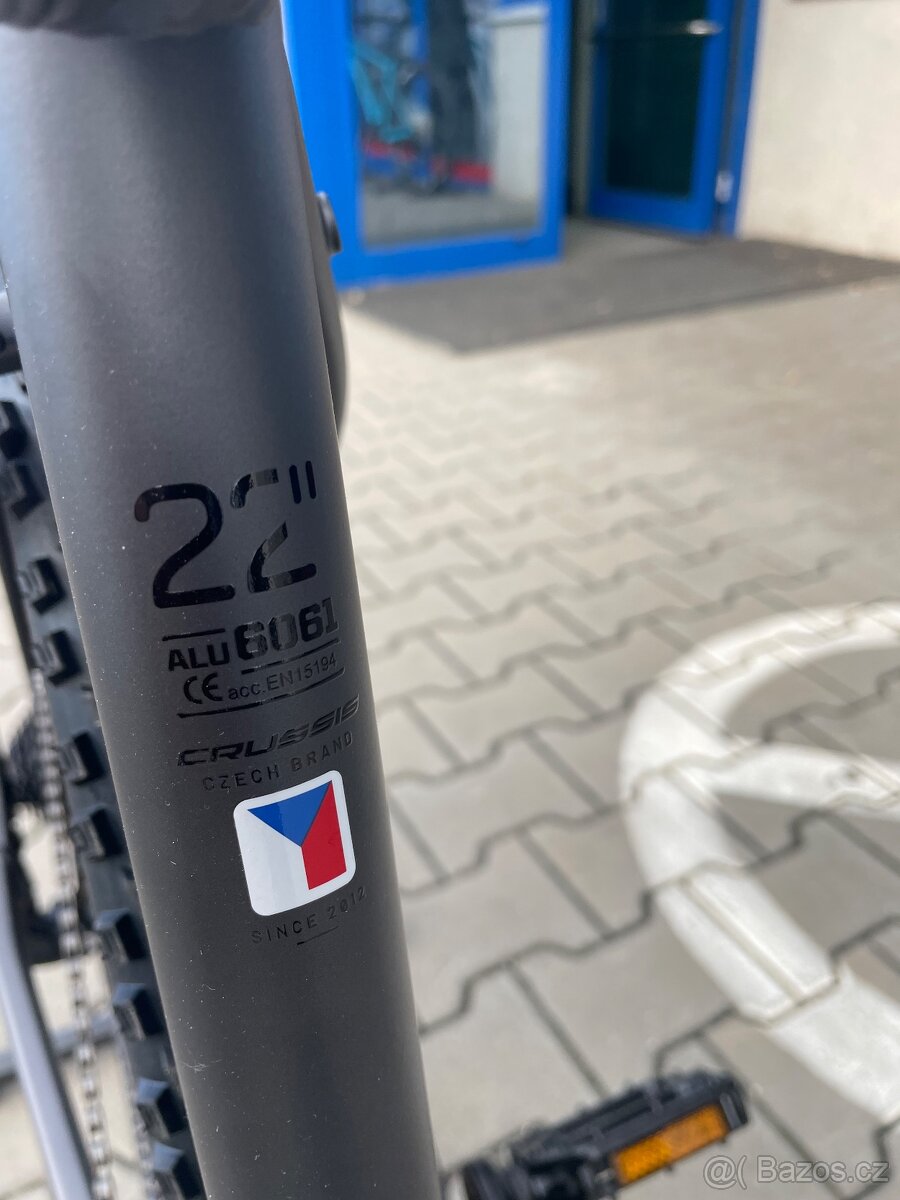 22"
ALU 6061
CE acc.EN15194
CRUSSIS
CZECH BRAND
SINCE 2012
@( Bazos.cz